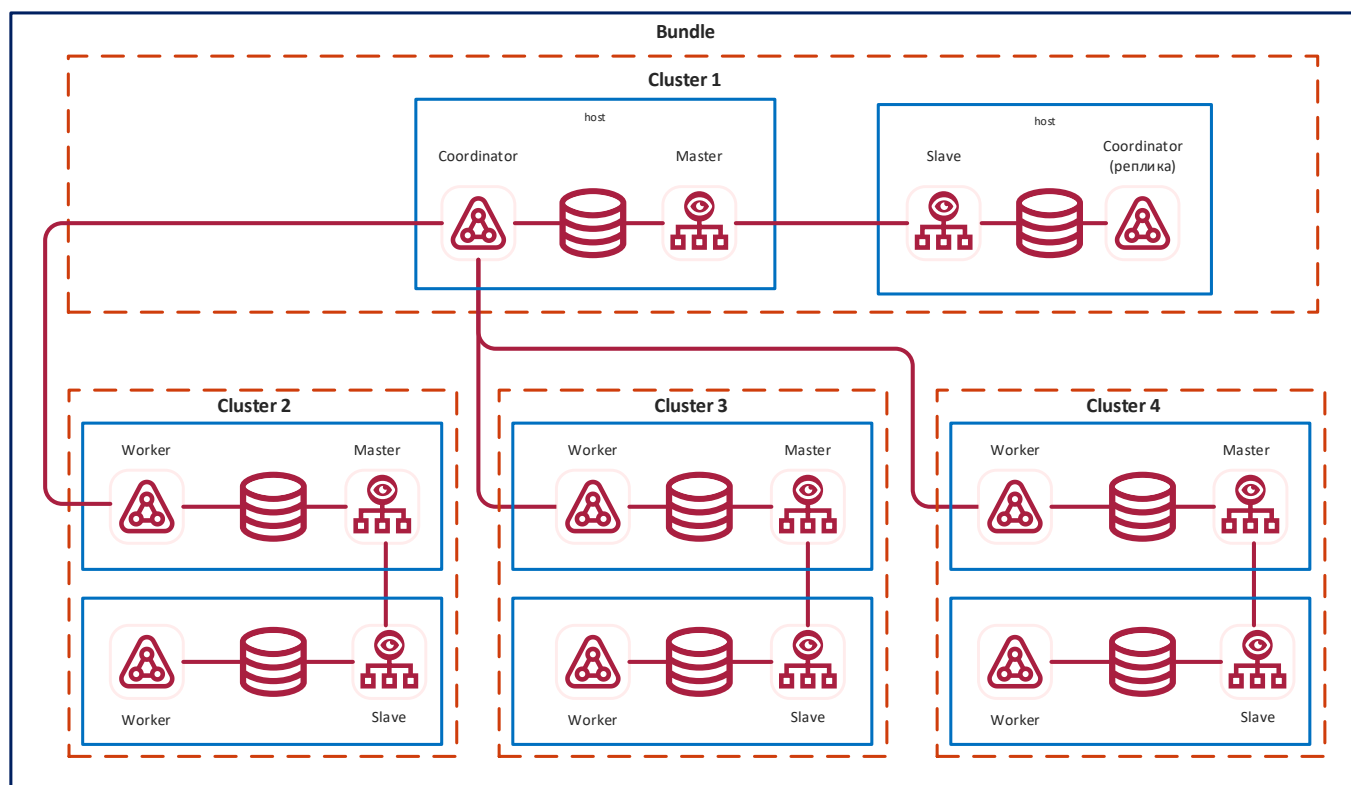 Bundle
Cluster 1
host
host
Coordinator
Master
Slave
Coordinator
(реплика)
Cluster 2
Cluster 3
Cluster 4
Worker
Master
Worker
Master
Worker
Master
Worker
Slave
Worker
Slave
Worker
Slave